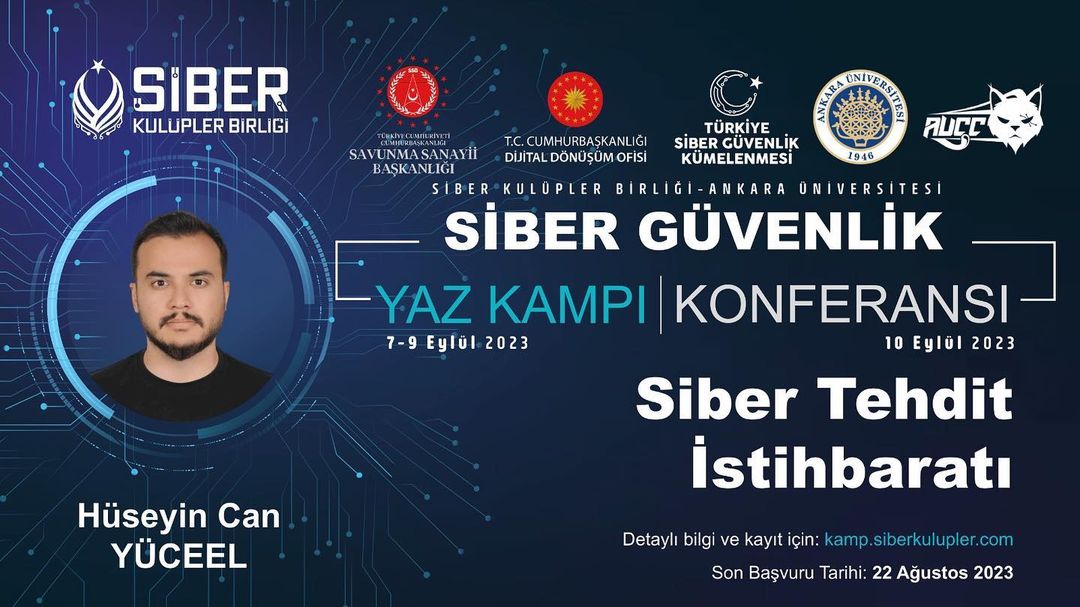 SİBER
KULÜPLER BİRLİĞİ
SSB
TÜRKİYE CUMHURİYETİ
CUMHURBAŞKANLIĞI
SAVUNMA SANAYİİ
BAŞKANLIĞI
T.C. CUMHURBAŞKANLIĞI
DİJİTAL DÖNÜŞÜM OFİSİ
TÜRKİYE
SİBER GÜVENLİK
KÜMELENMESİ
ANKARA ÜNİVERSİTESİ
1946
AUCC
SİBER KULÜPLER BİRLİĞİ-ANKARA ÜNİVERSİTESİ
SİBER GÜVENLİK
YAZ KAMPI | KONFERANSI
7-9 Eylül 2023 10 Eylül 2023
Siber Tehdit
İstihbaratı
Hüseyin Can
YÜCEEL
Detaylı bilgi ve kayıt için: kamp.siberkulupler.com
Son Başvuru Tarihi: 22 Ağustos 2023